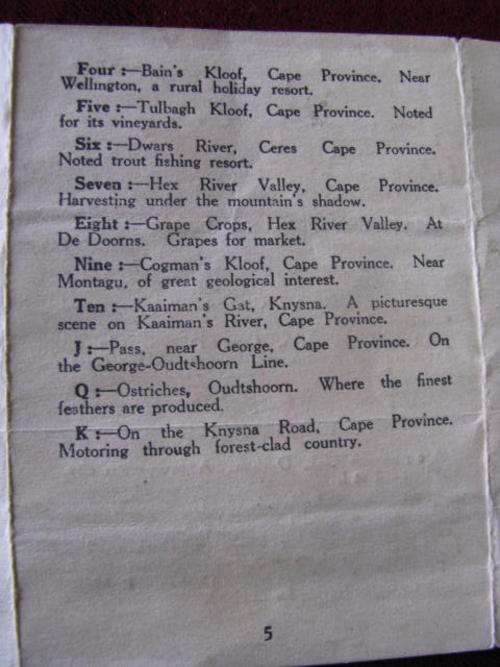 Four :—Bain's Kloof, Cape Province. Near
Wellington, a rural holiday resort.
Five :—Tulbagh Kloof, Cape Province. Noted
for its vineyards.
Six :—Dwars River, Ceres Cape Province.
Noted trout fishing resort.
Seven :—Hex River Valley, Cape Province.
Harvesting under the mountain's shadow.
Eight :—Grape Crops, Hex River Valley. At
De Doorns. Grapes for market.
Nine :—Cogman's Kloof, Cape Province. Near
Montagu, of great geological interest.
Ten :—Kaaiman's Gat, Knysna. A picturesque
scene on Kaaiman's River, Cape Province.
J :—Pass, near George, Cape Province. On
the George-Oudtshoorn Line.
Q :—Ostriches, Oudtshoorn. Where the finest
feathers are produced.
K :—On the Knysna Road, Cape Province.
Motoring through forest-clad country.
5